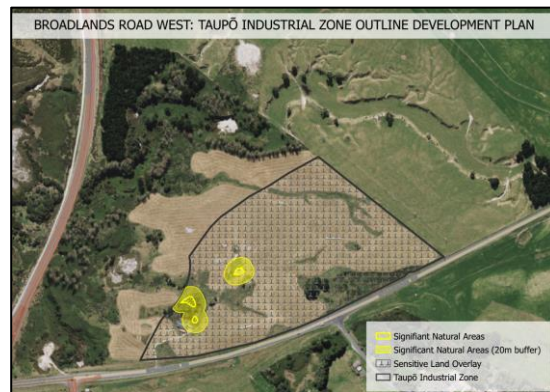 BROADLANDS ROAD WEST: TAUPŌ INDUSTRIAL ZONE OUTLINE DEVELOPMENT PLAN
Signifiant Natural Areas
Significant Natural Areas (20m buffer)
Sensitive Land Overlay
Taupō Industrial Zone